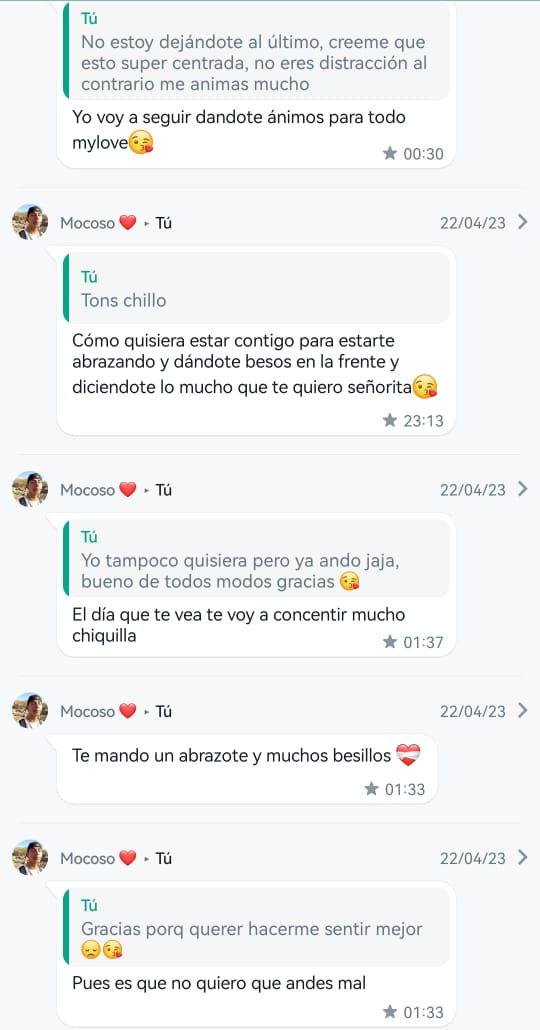 Tú
No estoy dejándote al último, creeme que
esto super centrada, no eres distracción al
contrario me animas mucho
Yo voy a seguir dandote ánimos para todo
mylove😘
★ 00:30
Mocoso ❤️ ▸ Tú 22/04/23 >
Tú
Tons chillo
Cómo quisiera estar contigo para estarte
abrazando y dándote besos en la frente y
diciendote lo mucho que te quiero señorita😘
★ 23:13
Mocoso ❤️ ▸ Tú 22/04/23 >
Tú
Yo tampoco quisiera pero ya ando jaja,
bueno de todos modos gracias 😘
El día que te vea te voy a concentir mucho
chiquilla
★ 01:37
Mocoso ❤️ ▸ Tú 22/04/23 >
Te mando un abrazote y muchos besillos ❤️‍🩹
★ 01:33
Mocoso ❤️ ▸ Tú 22/04/23 >
Tú
Gracias porq querer hacerme sentir mejor
😞😘
Pues es que no quiero que andes mal
★ 01:33